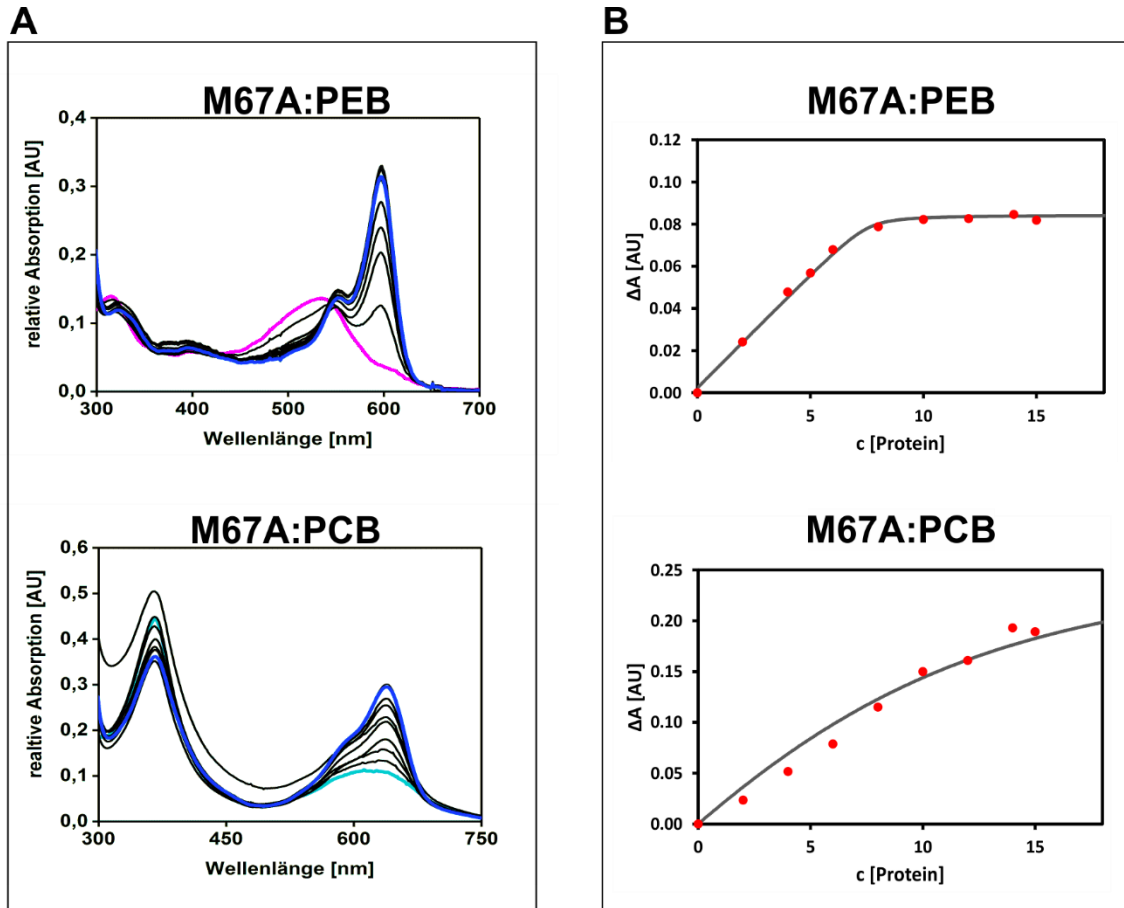 A
M67A:PEB
relative Absorption [AU]
0,4
0,3
0,2
0,1
0,0
300 400 500 600 700
Wellenlänge [nm]
M67A:PCB
realtive Absorption [AU]
0,6
0,5
0,4
0,3
0,2
0,1
0,0
300 450 600 750
Wellenlänge [nm]
B
M67A:PEB
ΔA [AU]
0.12
0.10
0.08
0.06
0.04
0.02
0.00
0 5 10 15
c [Protein]
M67A:PCB
ΔA [AU]
0.25
0.20
0.15
0.10
0.05
0.00
0 5 10 15
c [Protein]